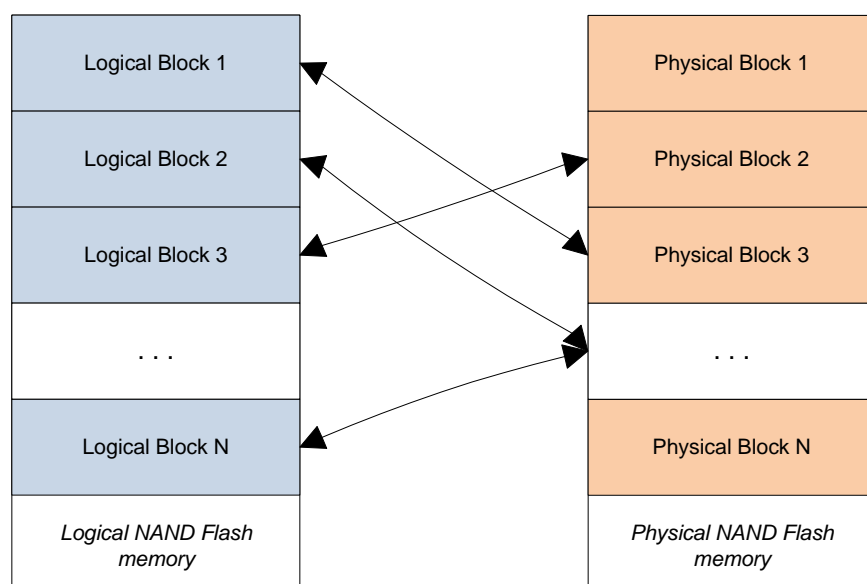 Logical Block 1
Logical Block 2
Logical Block 3
. . .
Logical Block N
Logical NAND Flash
memory
Physical Block 1
Physical Block 2
Physical Block 3
. . .
Physical Block N
Physical NAND Flash
memory